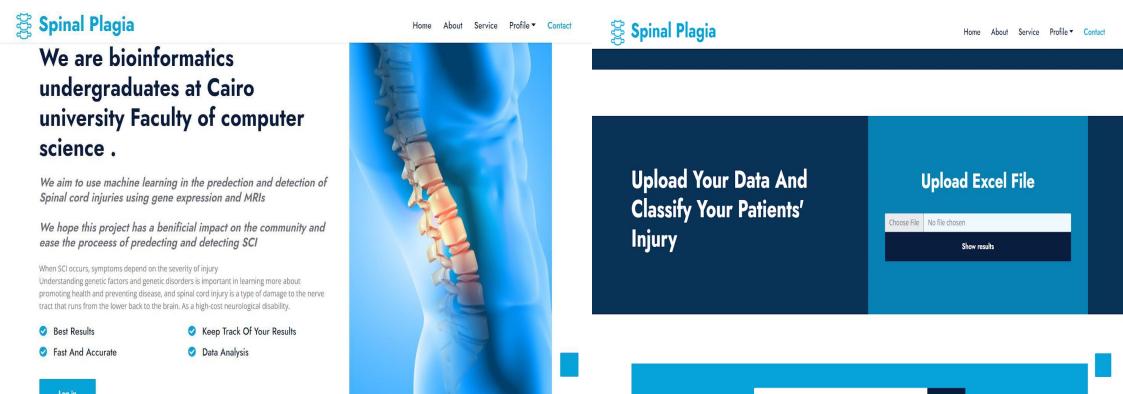 Spinal Plagia
Home About Service Profile Contact
We are bioinformatics
undergraduates at Cairo
university Faculty of computer
science .
We aim to use machine learning in the predection and detection of
Spinal cord injuries using gene expression and MRIs
We hope this project has a benificial impact on the community and
ease the proceess of predecting and detecting SCI
When SCI occurs, symptoms depend on the severity of injury
Understanding genetic factors and genetic disorders is important in learning more about
promoting health and preventing disease, and spinal cord injury is a type of damage to the nerve
tract that runs from the lower back to the brain. As a high-cost neurological disability.
Best Results
Keep Track Of Your Results
Fast And Accurate
Data Analysis
Log in
Spinal Plagia
Home About Service Profile Contact
Upload Your Data And
Classify Your Patients'
Injury
Upload Excel File
Choose File No file chosen
Show results